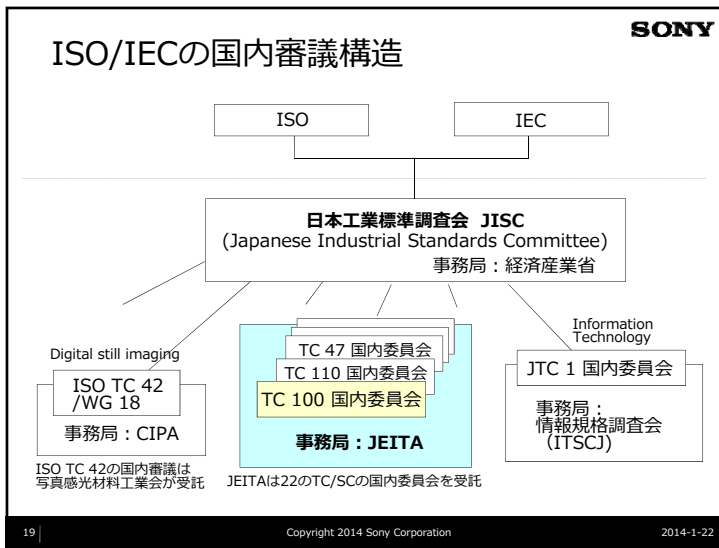 SONY
ISO/IECの国内審議構造
ISO
IEC
日本工業標準調査会 JISC
(Japanese Industrial Standards Committee)
事務局：経済産業省
Digital still imaging
ISO TC 42
/WG 18
事務局：CIPA
ISO TC 42の国内審議は
写真感光材料工業会が受託
TC 47 国内委員会
TC 110 国内委員会
TC 100 国内委員会
事務局：JEITA
JEITAは22のTC/SCの国内委員会を受託
Information
Technology
JTC 1 国内委員会
事務局：
情報規格調査会
（ITSCJ)
19
Copyright 2014 Sony Corporation
2014-1-22